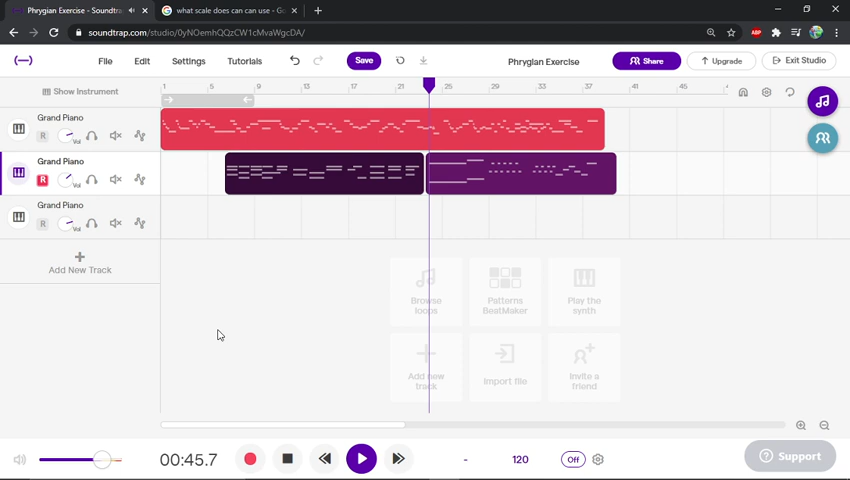 Phrygian Exercise - Soundtrap
what scale does can can use - Go
soundtrap.com/studio/0yNOemhQQzCW1cMvaWgcDA/
ABP
File Edit Settings Tutorials Save Phrygian Exercise Share Upgrade Exit Studio
Show Instrument
1 5 9 13 17 21 25 29 33 37 41 45
Grand Piano
R Vol
Grand Piano
R Vol
Grand Piano
R Vol
Add New Track
Browse loops
Patterns BeatMaker
Play the synth
Add new track
Import file
Invite a friend
00:45.7 - 120 Off
Support